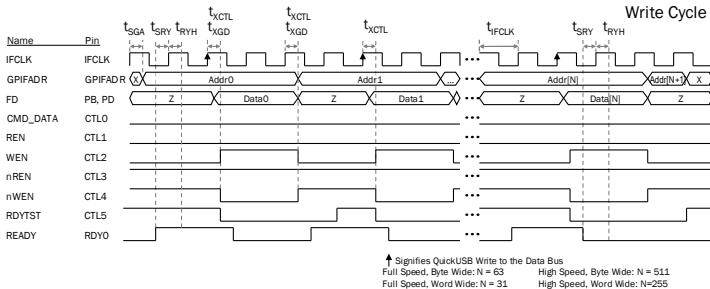 Write Cycle
tXCTL tXCTL
tSGA tSRY tRYH tXGD tXGD tXCTL tIFCLK tSRY tRYH
Name Pin
IFCLK IFCLK
GPIFADR GPIFADR X Addr0 Addr1 ... Addr[N] Addr[N+1] X
FD PB, PD Z Data0 Z Data1 Z Data[N] Z
CMD_DATA CTL0
REN CTL1
WEN CTL2
nREN CTL3
nWEN CTL4
RDYTST CTL5
READY RDY0
Signifies QuickUSB Write to the Data Bus
Full Speed, Byte Wide: N = 63 High Speed, Byte Wide: N = 511
Full Speed, Word Wide: N = 31 High Speed, Word Wide: N=255